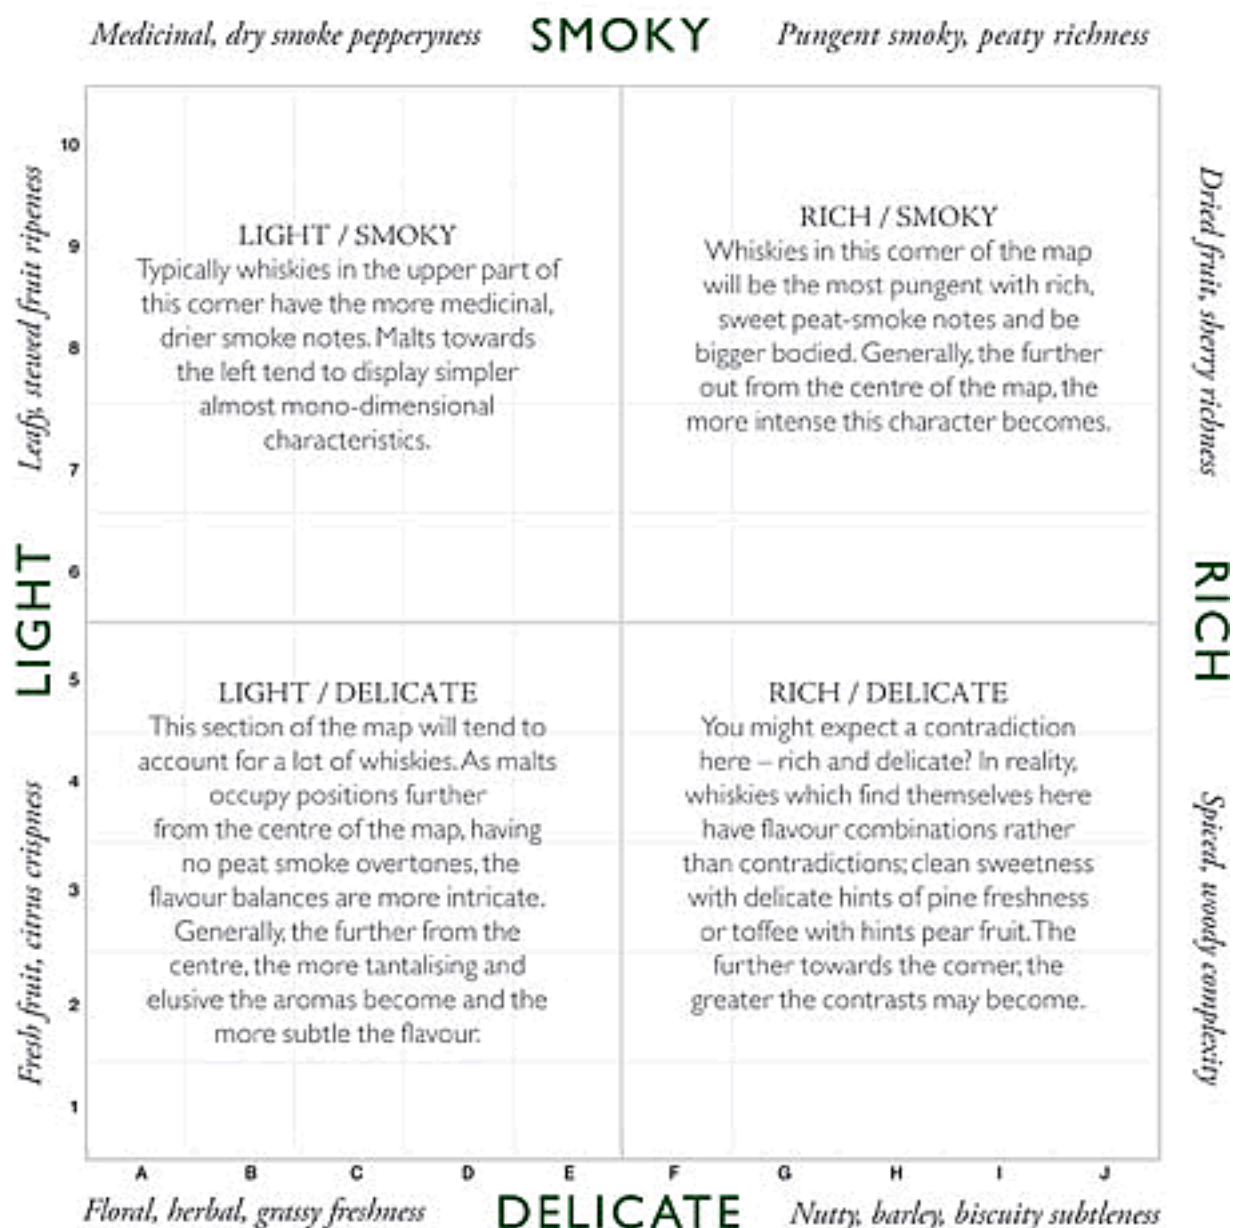 Medicinal, dry smoke pepperyness
SMOKY
Pungent smoky, peaty richness
Leafy, stewed fruit ripeness
LIGHT
Fresh fruit, citrus crispness
10
9
8
7
6
5
4
3
2
1
LIGHT / SMOKY
Typically whiskies in the upper part of
this corner have the more medicinal,
drier smoke notes. Malts towards
the left tend to display simpler
almost mono-dimensional
characteristics.
RICH / SMOKY
Whiskies in this corner of the map
will be the most pungent with rich,
sweet peat-smoke notes and be
bigger bodied. Generally, the further
out from the centre of the map, the
more intense this character becomes.
LIGHT / DELICATE
This section of the map will tend to
account for a lot of whiskies. As malts
occupy positions further
from the centre of the map, having
no peat smoke overtones, the
flavour balances are more intricate.
Generally, the further from the
centre, the more tantalising and
elusive the aromas become and the
more subtle the flavour.
RICH / DELICATE
You might expect a contradiction
here – rich and delicate? In reality,
whiskies which find themselves here
have flavour combinations rather
than contradictions; clean sweetness
with delicate hints of pine freshness
or toffee with hints pear fruit. The
further towards the corner, the
greater the contrasts may become.
Dried fruit, sherry richness
RICH
Spiced, woody complexity
A B C D E F G H I J
Floral, herbal, grassy freshness
DELICATE
Nutty, barley, biscuity subtleness